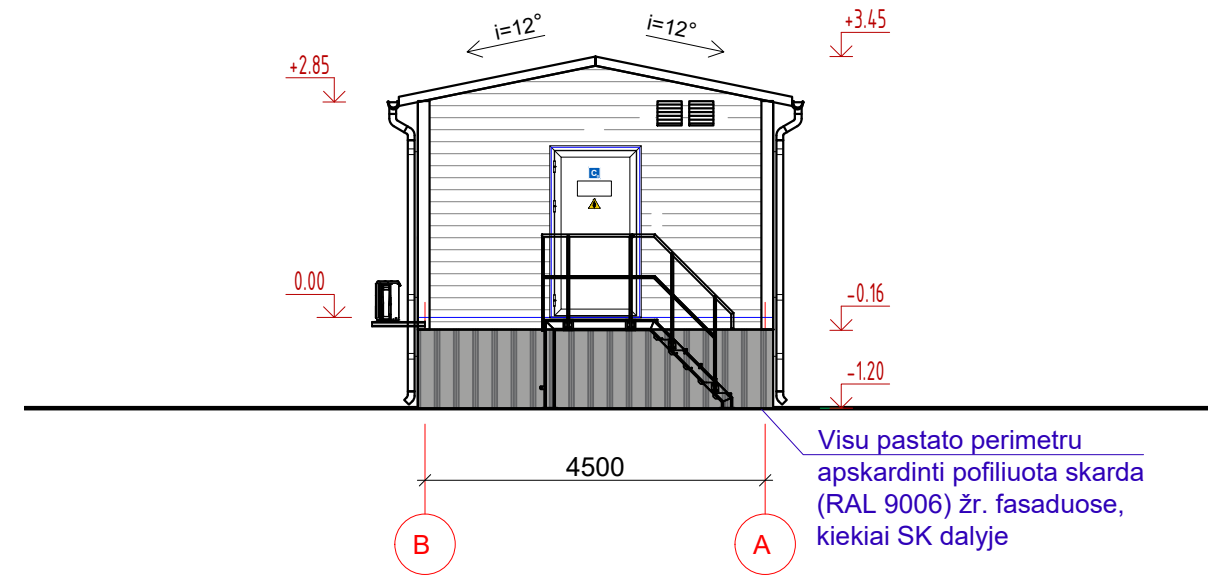 i=12°
i=12°
+3.45
+2.85
C.
0.00
-0.16
-1.20
Visu pastato perimetru
apskardinti pofiliuota skarda
(RAL 9006) žr. fasaduose,
kiekiai SK dalyje
4500
B
A